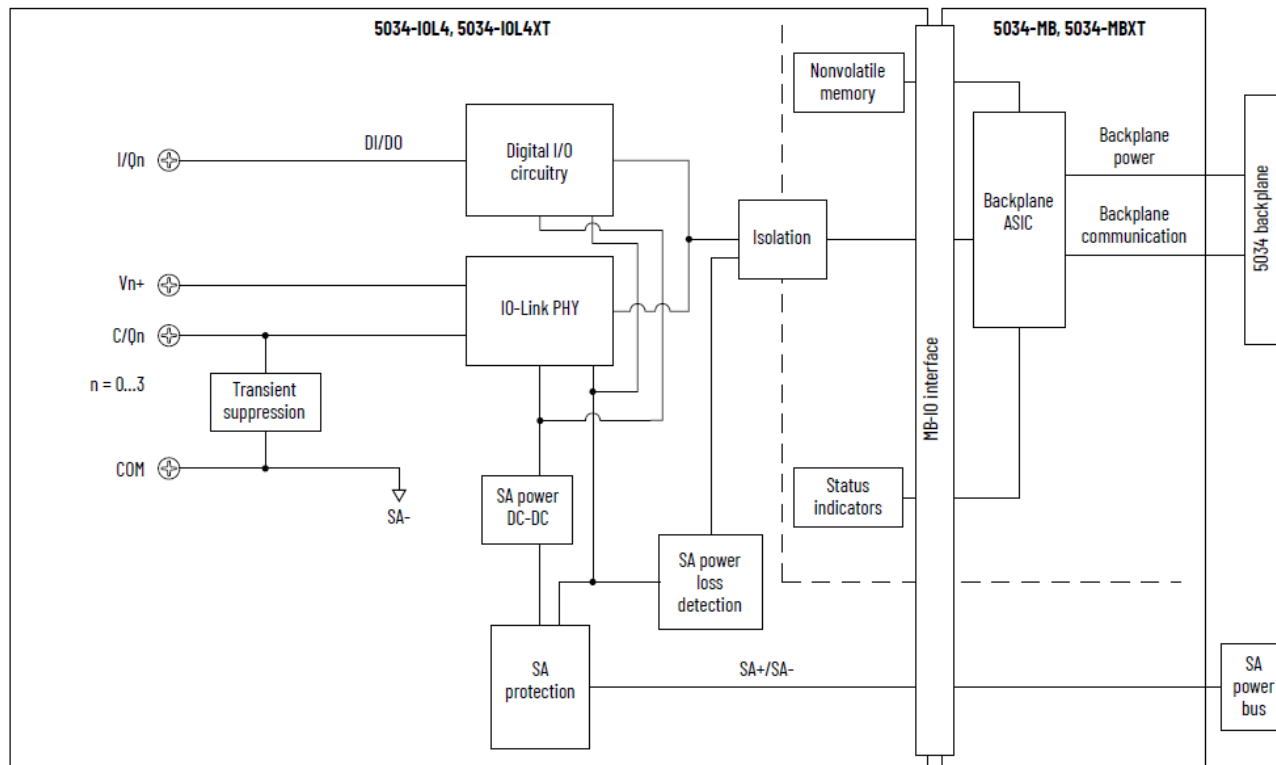 5034-IOL4, 5034-IOL4XT
5034-MB, 5034-MBXT
Nonvolatile
memory
I/Qn
DI/DO
Digital I/O
circuitry
Backplane
power
Backplane
ASIC
Backplane
communication
5034 backplane
Isolation
Vn+
IO-Link PHY
C/Qn
n = 0...3
Transient
suppression
MB-IO interface
COM
SA-
SA power
DC-DC
Status
indicators
SA power
loss
detection
SA
protection
SA+/SA-
SA
power
bus